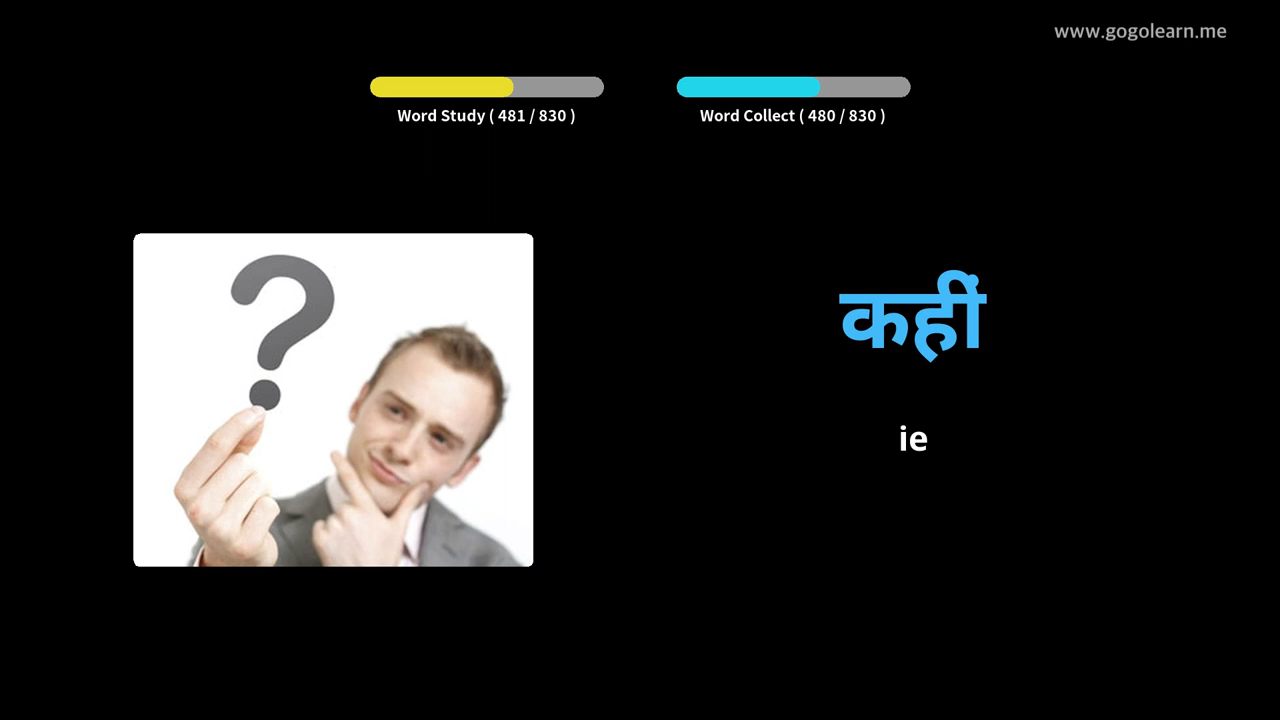 www.gogolearn.me
Word Study ( 481 / 830 )
Word Collect ( 480 / 830 )
?
कहीं
ie